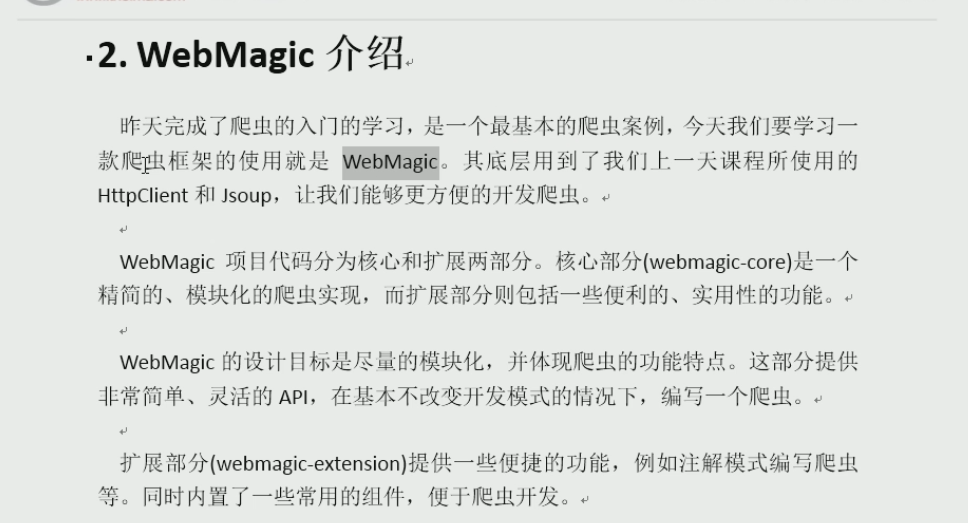 2. WebMagic 介绍
昨天完成了爬虫的入门的学习，是一个最基本的爬虫案例，今天我们要学习一
款爬虫框架的使用就是 WebMagic。其底层用到了我们上一天课程所使用的
HttpClient 和 Jsoup，让我们能够更方便的开发爬虫。
WebMagic 项目代码分为核心和扩展两部分。核心部分(webmagic-core)是一个
精简的、模块化的爬虫实现，而扩展部分则包括一些便利的、实用性的功能。
WebMagic 的设计目标是尽量的模块化，并体现爬虫的功能特点。这部分提供
非常简单、灵活的 API，在基本不改变开发模式的情况下，编写一个爬虫。
扩展部分(webmagic-extension)提供一些便捷的功能，例如注解模式编写爬虫
等。同时内置了一些常用的组件，便于爬虫开发。